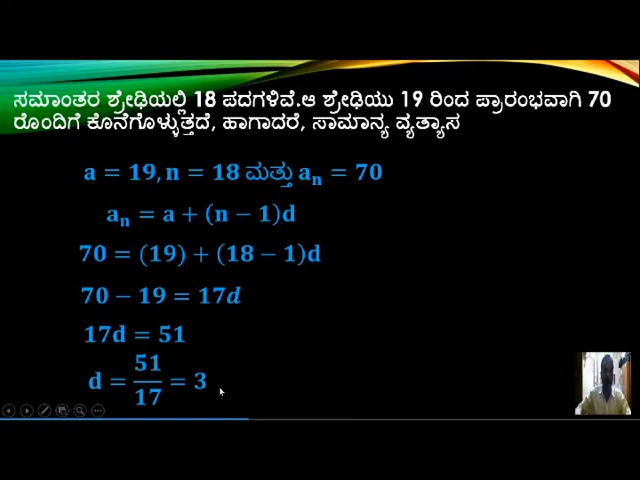 ಸಮಾಂತರ ಶ್ರೇಢಿಯಲ್ಲಿ 18 ಪದಗಳಿವೆ.ಆ ಶ್ರೇಢಿಯು 19 ರಿಂದ ಪ್ರಾರಂಭವಾಗಿ 70
ರೊಂದಿಗೆ ಕೊನೆಗೊಳ್ಳುತ್ತದೆ, ಹಾಗಾದರೆ, ಸಾಮಾನ್ಯ ವ್ಯತ್ಯಾಸ
a = 19, n = 18 ಮತ್ತು aₙ = 70
aₙ = a + (n − 1)d
70 = (19) + (18 − 1)d
70 − 19 = 17d
17d = 51
d = 51/17 = 3